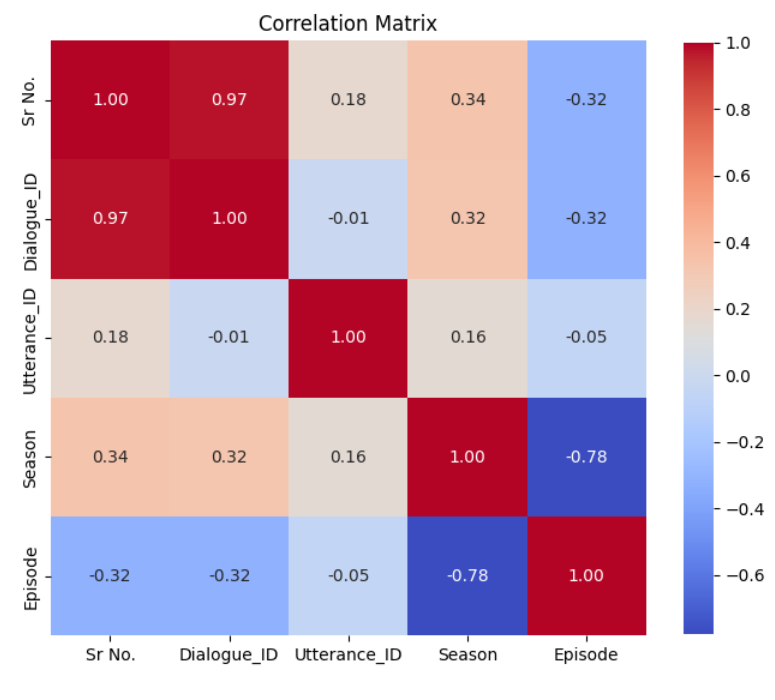 Correlation Matrix
Sr No.
1.00 0.97 0.18 0.34 -0.32
Dialogue_ID
0.97 1.00 -0.01 0.32 -0.32
Utterance_ID
0.18 -0.01 1.00 0.16 -0.05
Season
0.34 0.32 0.16 1.00 -0.78
Episode
-0.32 -0.32 -0.05 -0.78 1.00
Sr No. Dialogue_ID Utterance_ID Season Episode
1.0
0.8
0.6
0.4
0.2
0.0
−0.2
−0.4
−0.6